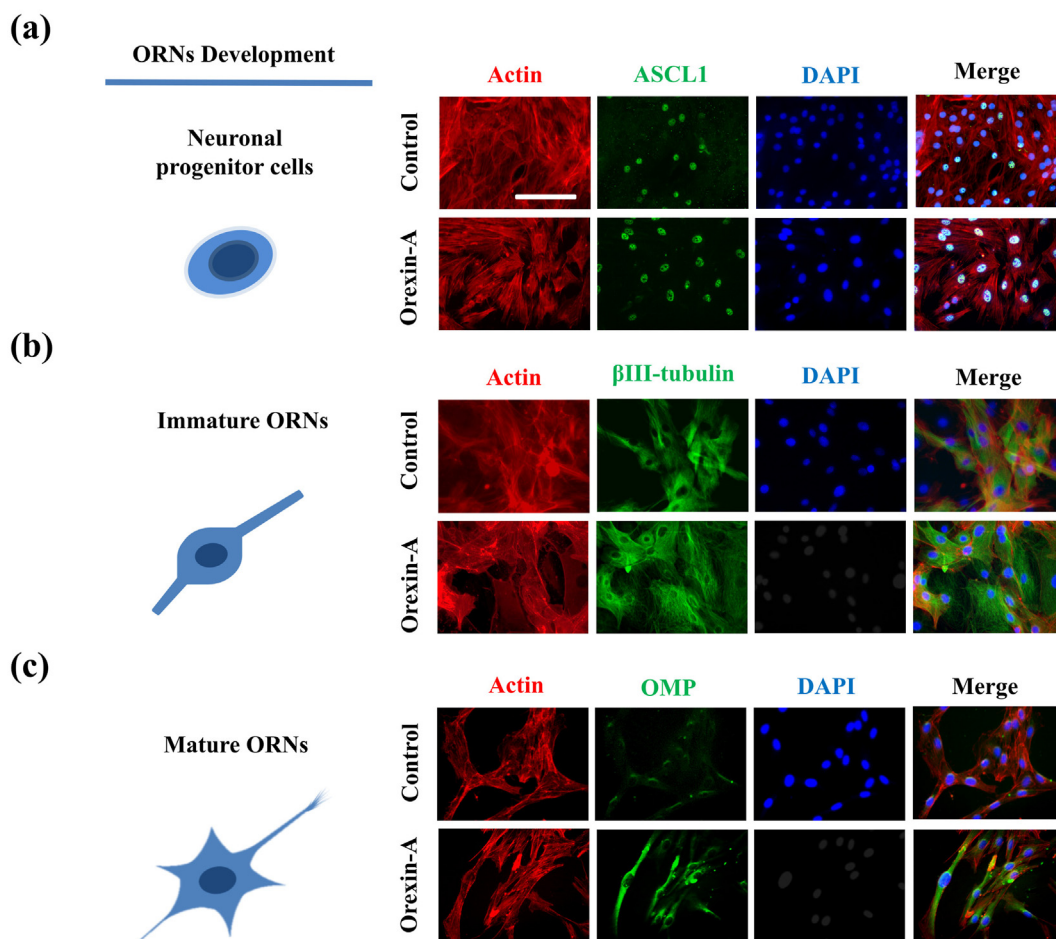 (a)
ORNs Development
Neuronal
progenitor cells
Actin
ASCL1
DAPI
Merge
Control
Orexin-A
(b)
Immature ORNs
Actin
βIII-tubulin
DAPI
Merge
Control
Orexin-A
(c)
Mature ORNs
Actin
OMP
DAPI
Merge
Control
Orexin-A